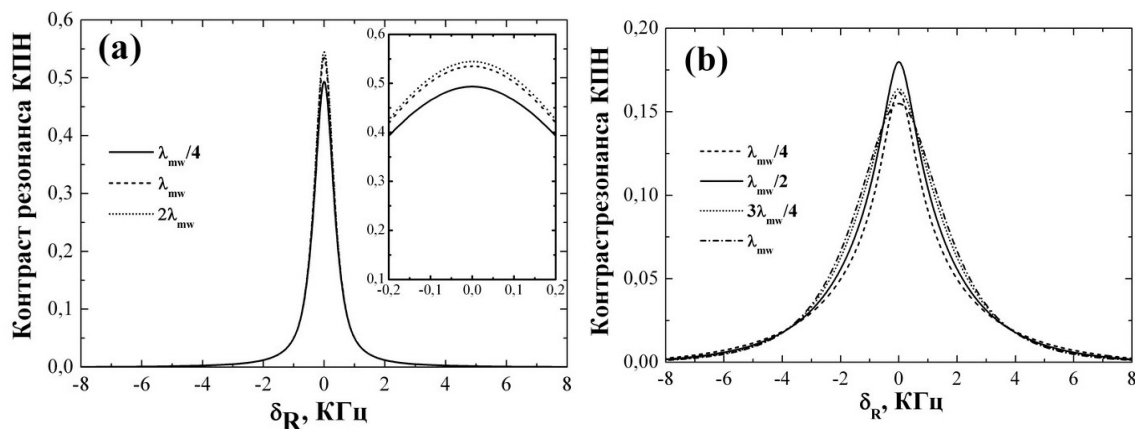 (a)
Контраст резонанса КПН
0,6
0,5
0,4
0,3
0,2
0,1
0,0
λmw/4
λmw
2λmw
0,6
0,5
0,4
0,3
0,2
0,1
-0,2 -0,1 0,0 0,1 0,2
-8 -6 -4 -2 0 2 4 6 8
δR, КГц
(b)
Контрастрезонанса КПН
0,20
0,15
0,10
0,05
0,00
λmw/4
λmw/2
3λmw/4
λmw
-8 -6 -4 -2 0 2 4 6 8
δR, КГц